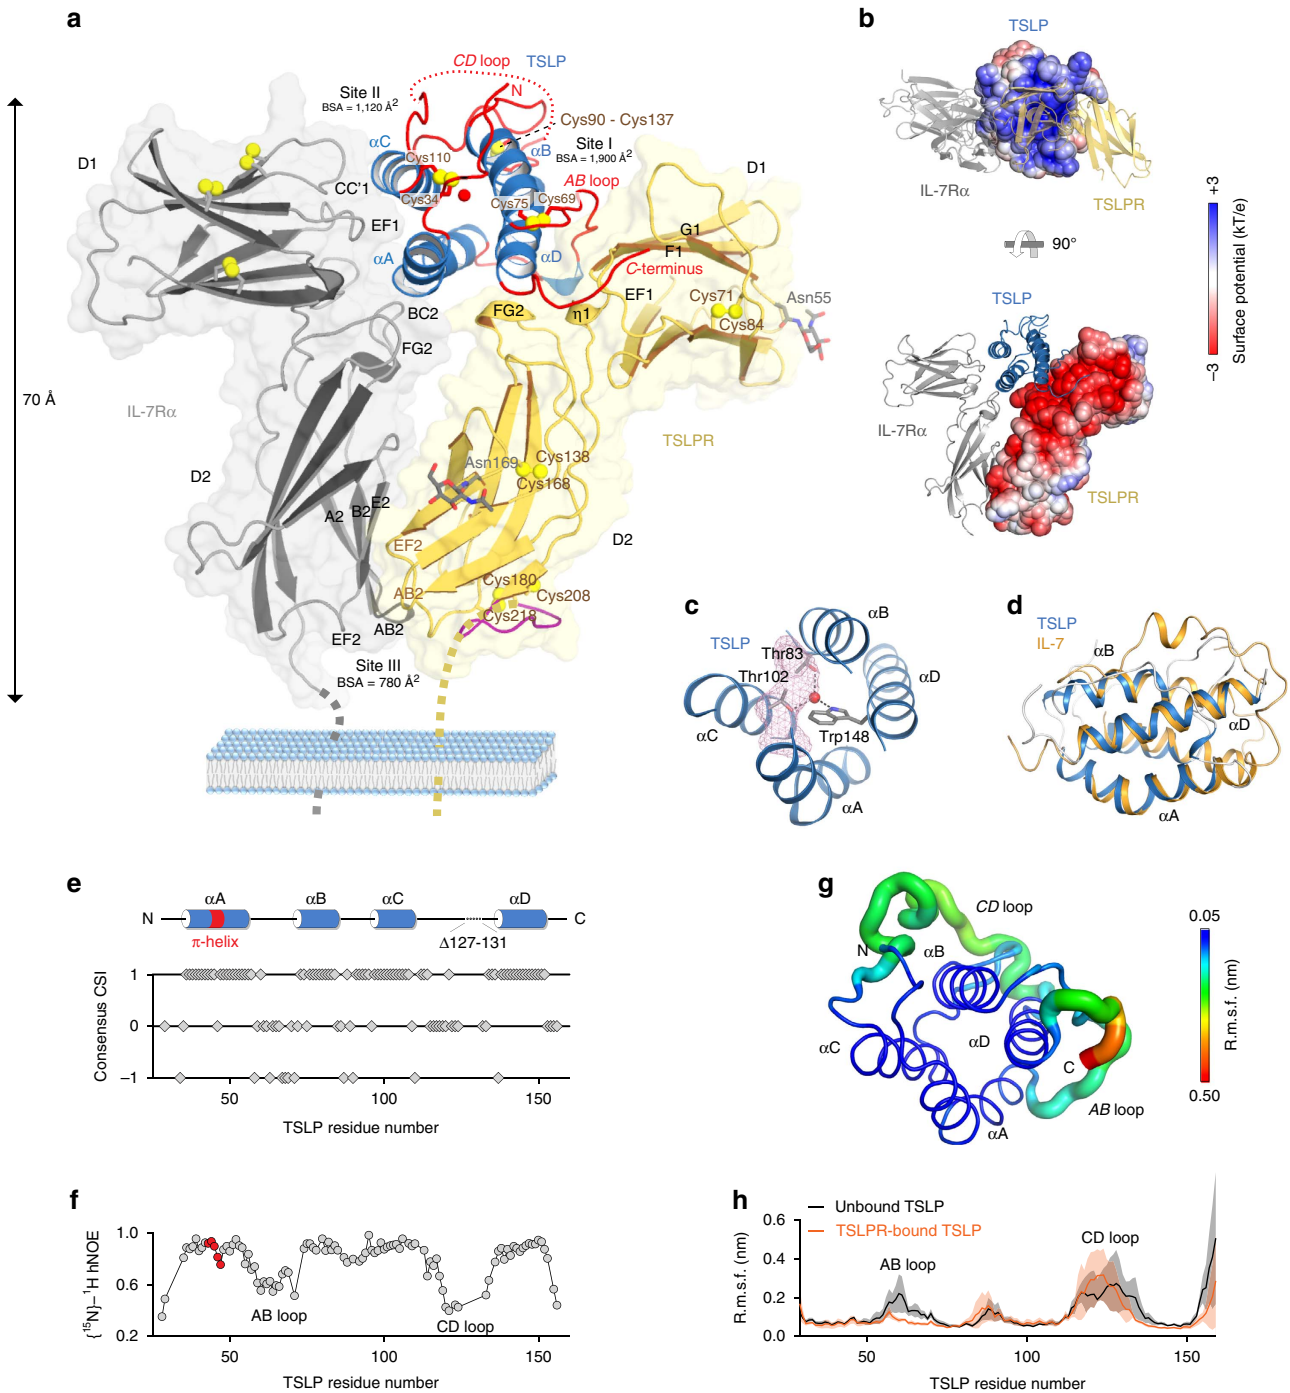 a
CD loop
TSLP
N
Site II
BSA = 1,120 Å2
Cys90 - Cys137
αC
αB
Site I
BSA = 1,900 Å2
D1
Cys110
D1
AB loop
CC'1
Cys34
Cys75
Cys69
EF1
G1
F1
αA
αD
C-terminus
EF1
Cys71
Asn55
BC2
FG2
η1
Cys84
FG2
70 Å
IL-7Rα
TSLPR
Asn169
Cys138
Cys168
D2
A2
B2
E2
D2
EF2
AB2
Cys180
Cys208
Cys218
EF2
AB2
Site III
BSA = 780 Å2
b
TSLP
IL-7Rα
TSLPR
90°
TSLP
IL-7Rα
TSLPR
+3
Surface potential (kT/e)
–3
c
TSLP
αB
Thr83
Thr102
αD
αC
Trp148
αA
d
TSLP
IL-7
αB
αD
αA
e
αA
αB
αC
αD
N
C
π-helix
Δ127-131
Consensus CSI
1
0
–1
50
100
150
TSLP residue number
f
{15N}–1H hNOE
1.0
0.6
0.2
AB loop
CD loop
50
100
150
TSLP residue number
g
CD loop
N
αB
αC
αD
C
AB loop
αA
0.05
R.m.s.f. (nm)
0.50
h
Unbound TSLP
TSLPR-bound TSLP
R.m.s.f. (nm)
0.6
0.4
0.2
0.0
AB loop
CD loop
50
100
150
TSLP residue number